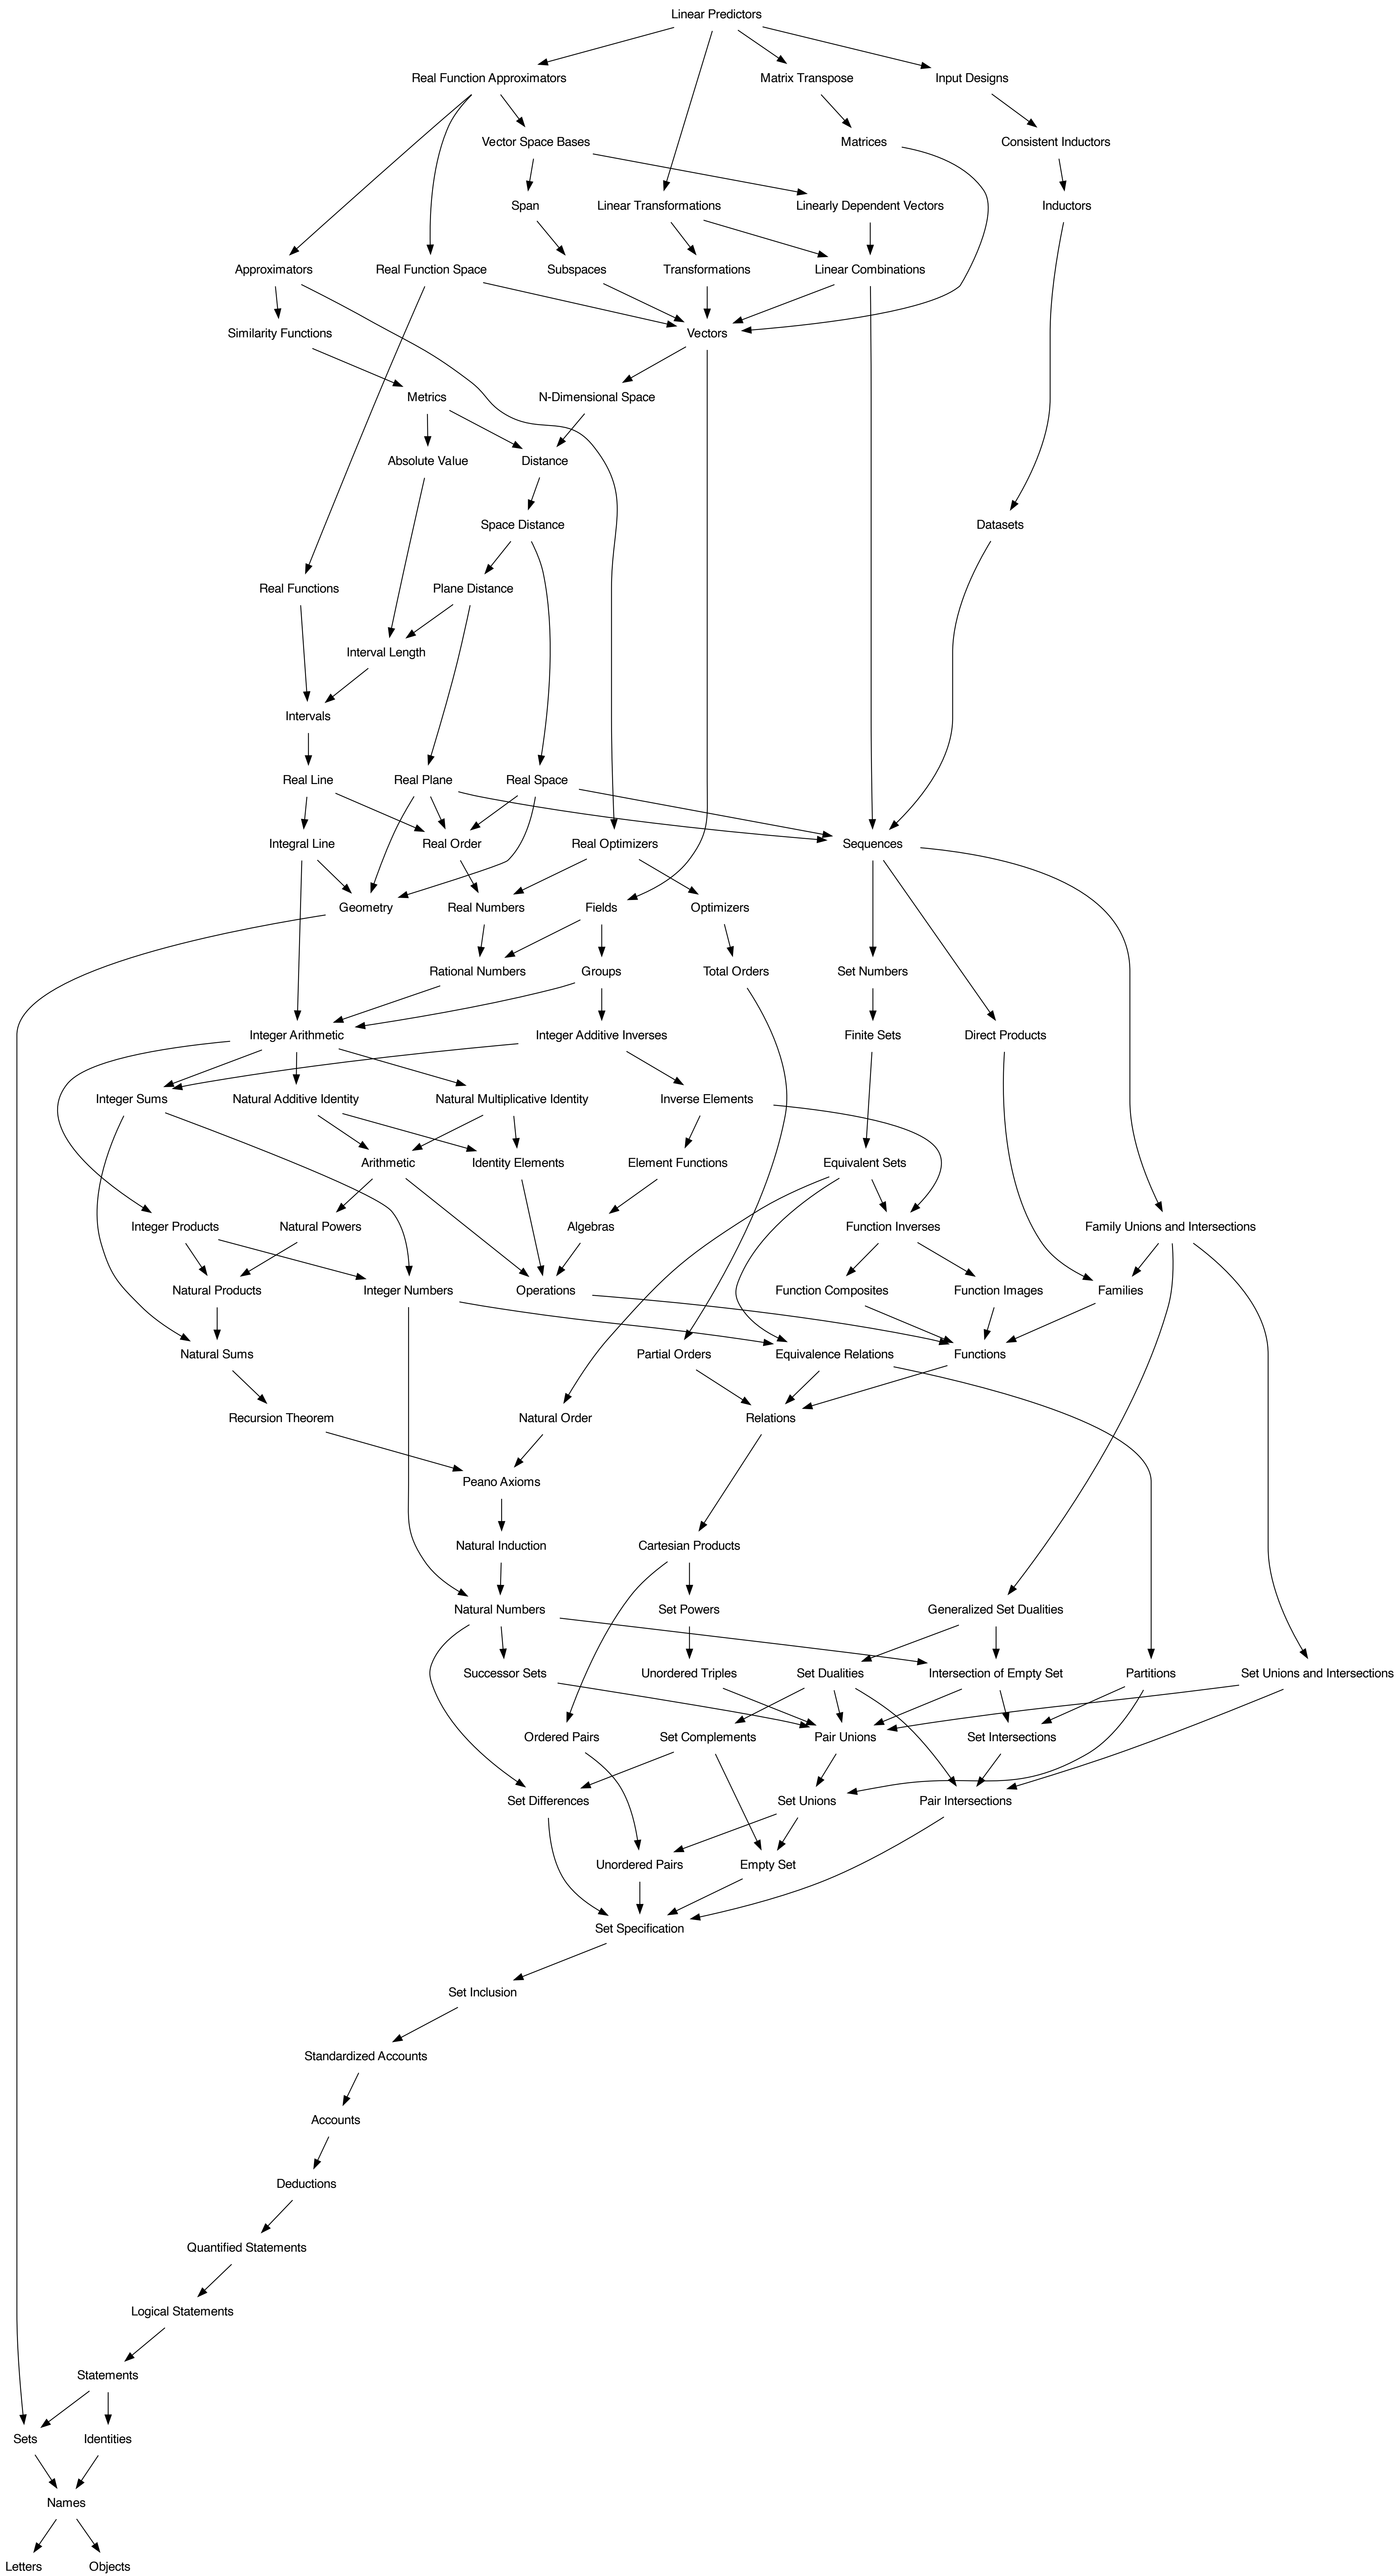 Linear Predictors
Real Function Approximators
Matrix Transpose
Input Designs
Vector Space Bases
Matrices
Consistent Inductors
Span
Linear Transformations
Linearly Dependent Vectors
Inductors
Approximators
Real Function Space
Subspaces
Transformations
Linear Combinations
Similarity Functions
Vectors
Metrics
N-Dimensional Space
Absolute Value
Distance
Space Distance
Datasets
Real Functions
Plane Distance
Interval Length
Intervals
Real Line
Real Plane
Real Space
Integral Line
Real Order
Real Optimizers
Sequences
Geometry
Real Numbers
Fields
Optimizers
Rational Numbers
Groups
Total Orders
Set Numbers
Integer Arithmetic
Integer Additive Inverses
Finite Sets
Direct Products
Integer Sums
Natural Additive Identity
Natural Multiplicative Identity
Inverse Elements
Arithmetic
Identity Elements
Element Functions
Equivalent Sets
Integer Products
Natural Powers
Algebras
Function Inverses
Family Unions and Intersections
Natural Products
Integer Numbers
Operations
Function Composites
Function Images
Families
Natural Sums
Partial Orders
Equivalence Relations
Functions
Recursion Theorem
Natural Order
Relations
Peano Axioms
Natural Induction
Cartesian Products
Natural Numbers
Set Powers
Generalized Set Dualities
Successor Sets
Unordered Triples
Set Dualities
Intersection of Empty Set
Partitions
Set Unions and Intersections
Ordered Pairs
Set Complements
Pair Unions
Set Intersections
Set Differences
Set Unions
Pair Intersections
Unordered Pairs
Empty Set
Set Specification
Set Inclusion
Standardized Accounts
Accounts
Deductions
Quantified Statements
Logical Statements
Statements
Sets
Identities
Names
Letters
Objects